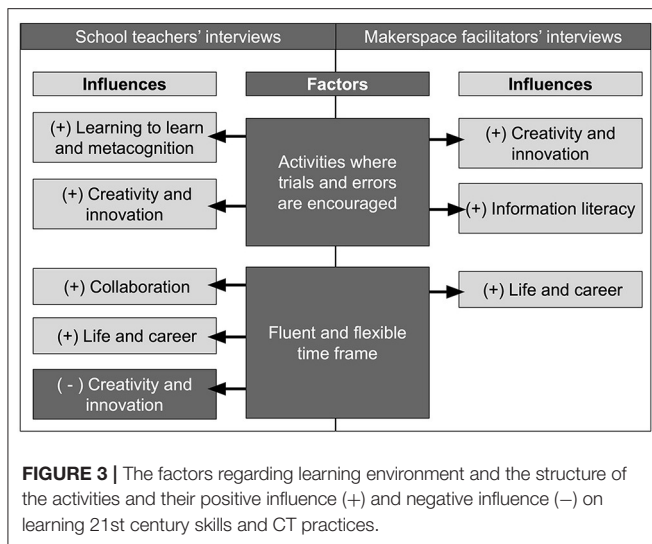 School teachers' interviews
Makerspace facilitators' interviews
Influences
Factors
Influences
(+) Learning to learn
and metacognition
(+) Creativity and
innovation
Activities where
trials and errors
are encouraged
(+) Creativity and
innovation
(+) Information literacy
(+) Collaboration
(+) Life and career
( - ) Creativity and
innovation
Fluent and flexible
time frame
(+) Life and career
FIGURE 3 | The factors regarding learning environment and the structure of
the activities and their positive influence (+) and negative influence (−) on
learning 21st century skills and CT practices.